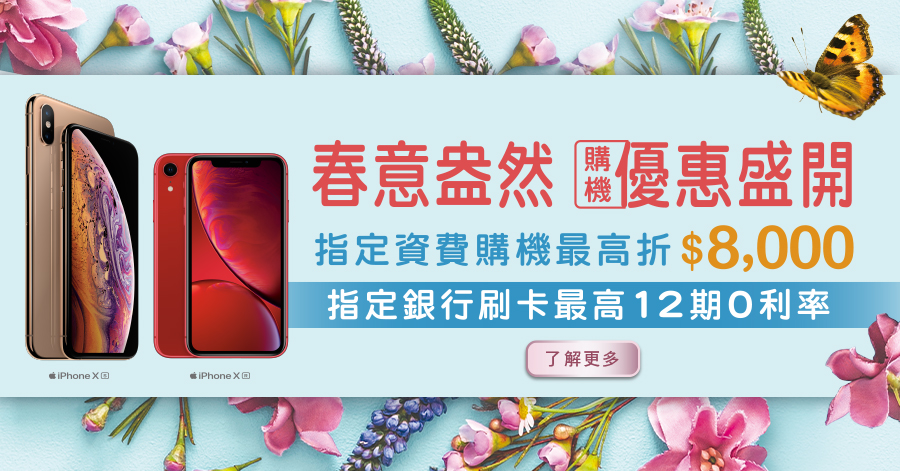 春意盎然 購機 優惠盛開
指定資費購機最高折 $8,000
指定銀行刷卡最高12期0利率
了解更多
iPhone XS
iPhone XR